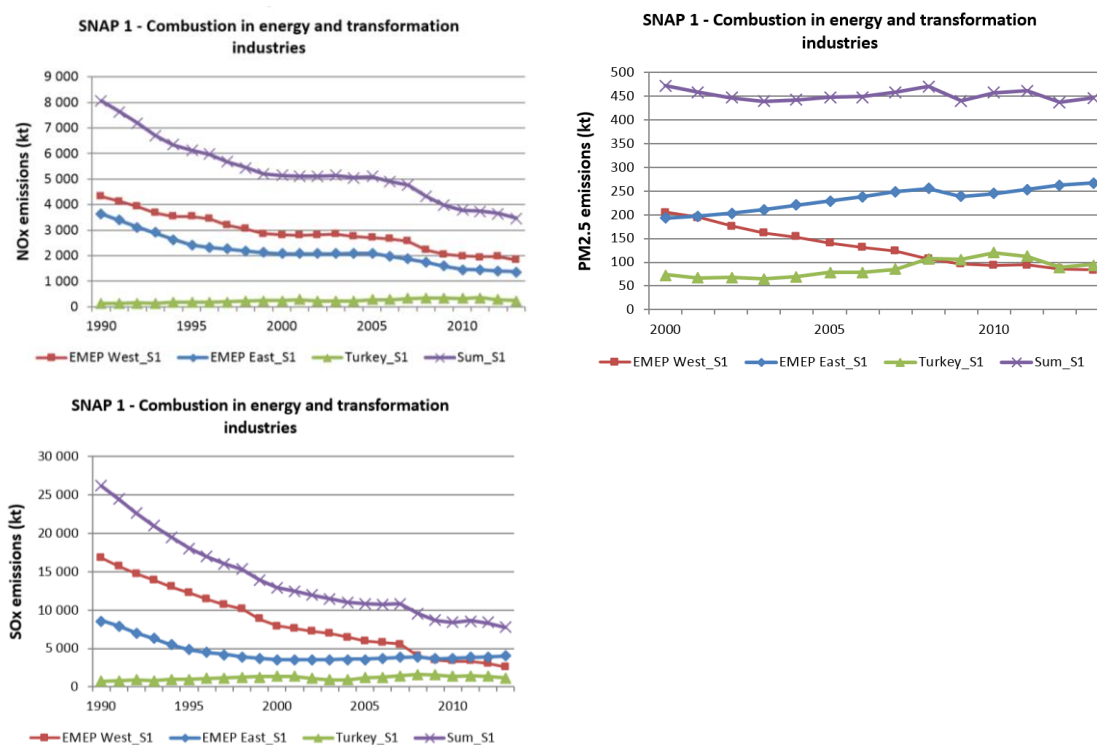 SNAP 1 - Combustion in energy and transformation
industries
NOx emissions (kt)
9 000
8 000
7 000
6 000
5 000
4 000
3 000
2 000
1 000
0
1990 1995 2000 2005 2010
EMEP West_S1 EMEP East_S1 Turkey_S1 Sum_S1
SNAP 1 - Combustion in energy and transformation
industries
PM2.5 emissions (kt)
500
450
400
350
300
250
200
150
100
50
0
2000 2005 2010
EMEP West_S1 EMEP East_S1 Turkey_S1 Sum_S1
SNAP 1 - Combustion in energy and transformation
industries
SOx emissions (kt)
30 000
25 000
20 000
15 000
10 000
5 000
0
1990 1995 2000 2005 2010
EMEP West_S1 EMEP East_S1 Turkey_S1 Sum_S1